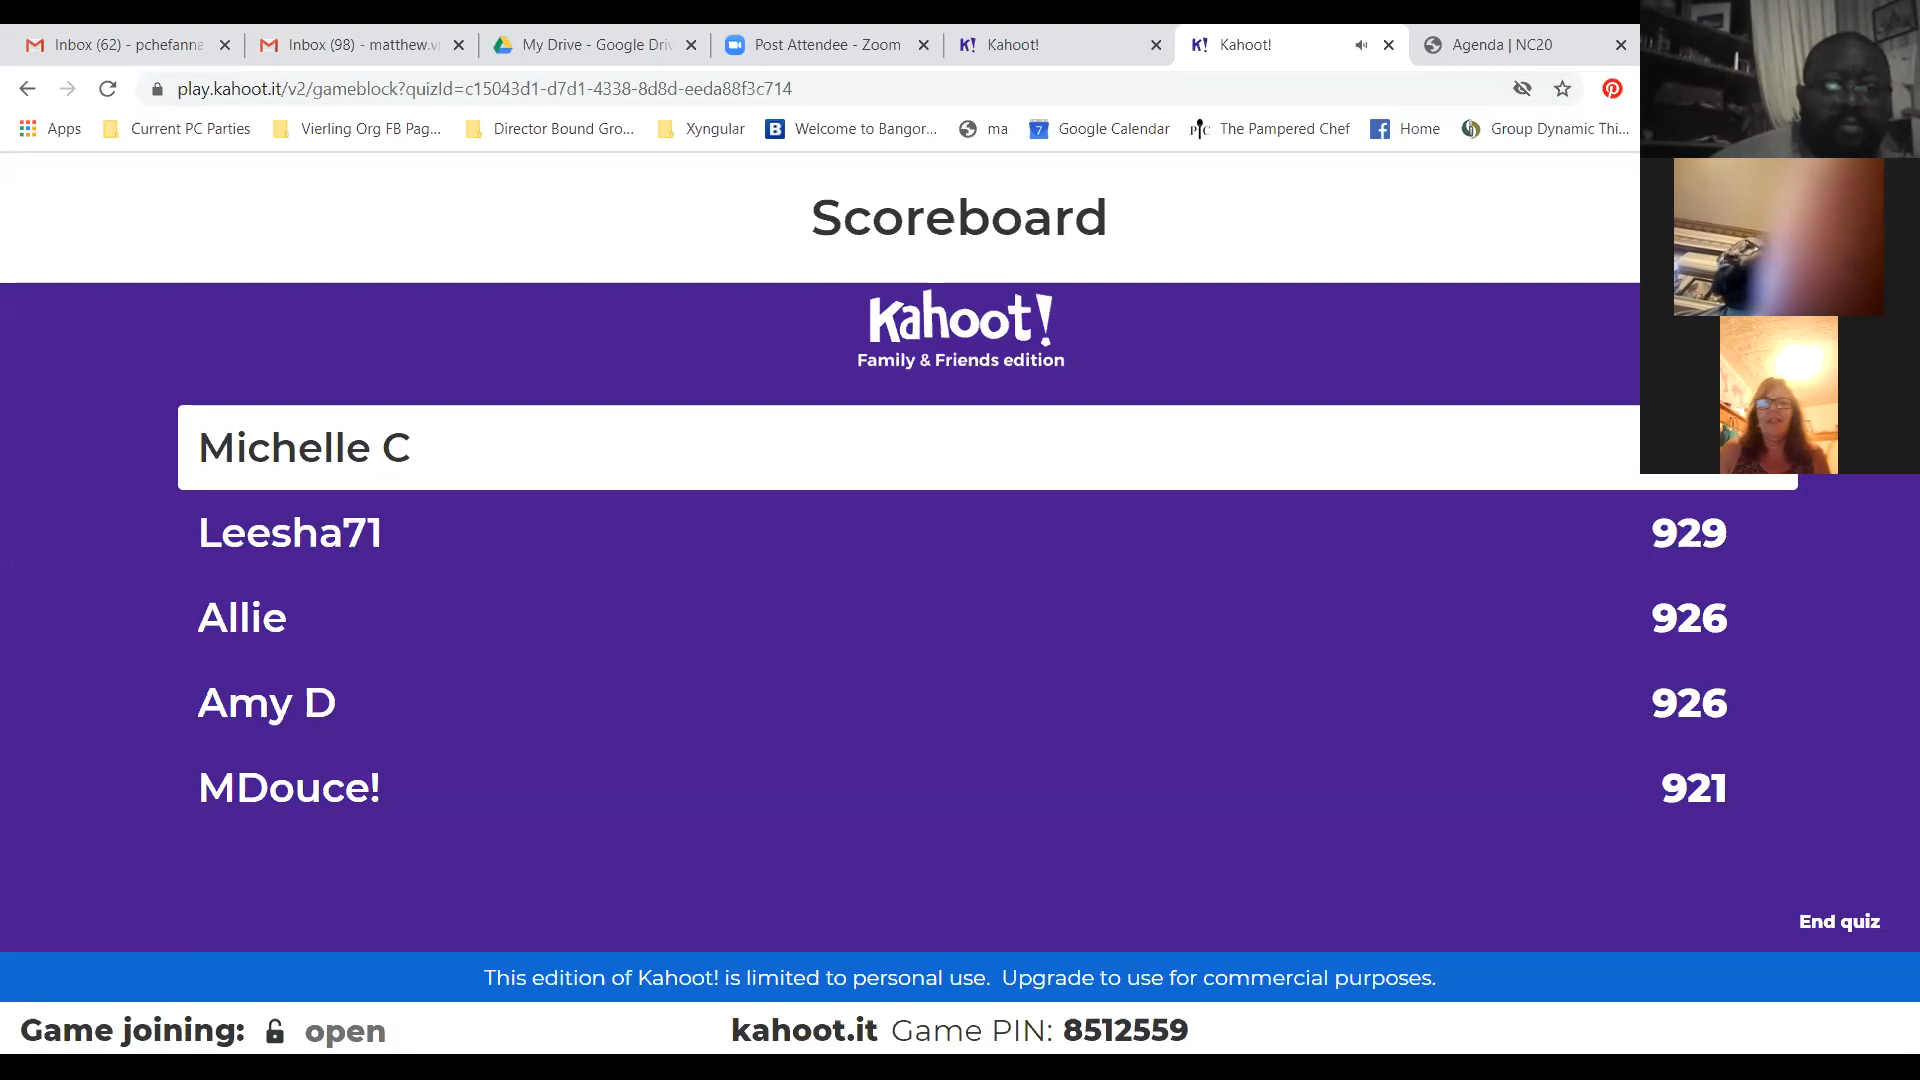 Inbox (62) - pchefanna
Inbox (98) - matthew.v
My Drive - Google Driv
Post Attendee - Zoom
Kahoot!
Kahoot!
Agenda | NC20
play.kahoot.it/v2/gameblock?quizId=c15043d1-d7d1-4338-8d8d-eeda88f3c714
Apps
Current PC Parties
Vierling Org FB Pag...
Director Bound Gro...
Xyngular
Welcome to Bangor...
ma
Google Calendar
The Pampered Chef
Home
Group Dynamic Thi...
Scoreboard
Kahoot!
Family & Friends edition
Michelle C
Leesha71 929
Allie 926
Amy D 926
MDouce! 921
End quiz
This edition of Kahoot! is limited to personal use. Upgrade to use for commercial purposes.
Game joining: open
kahoot.it Game PIN: 8512559